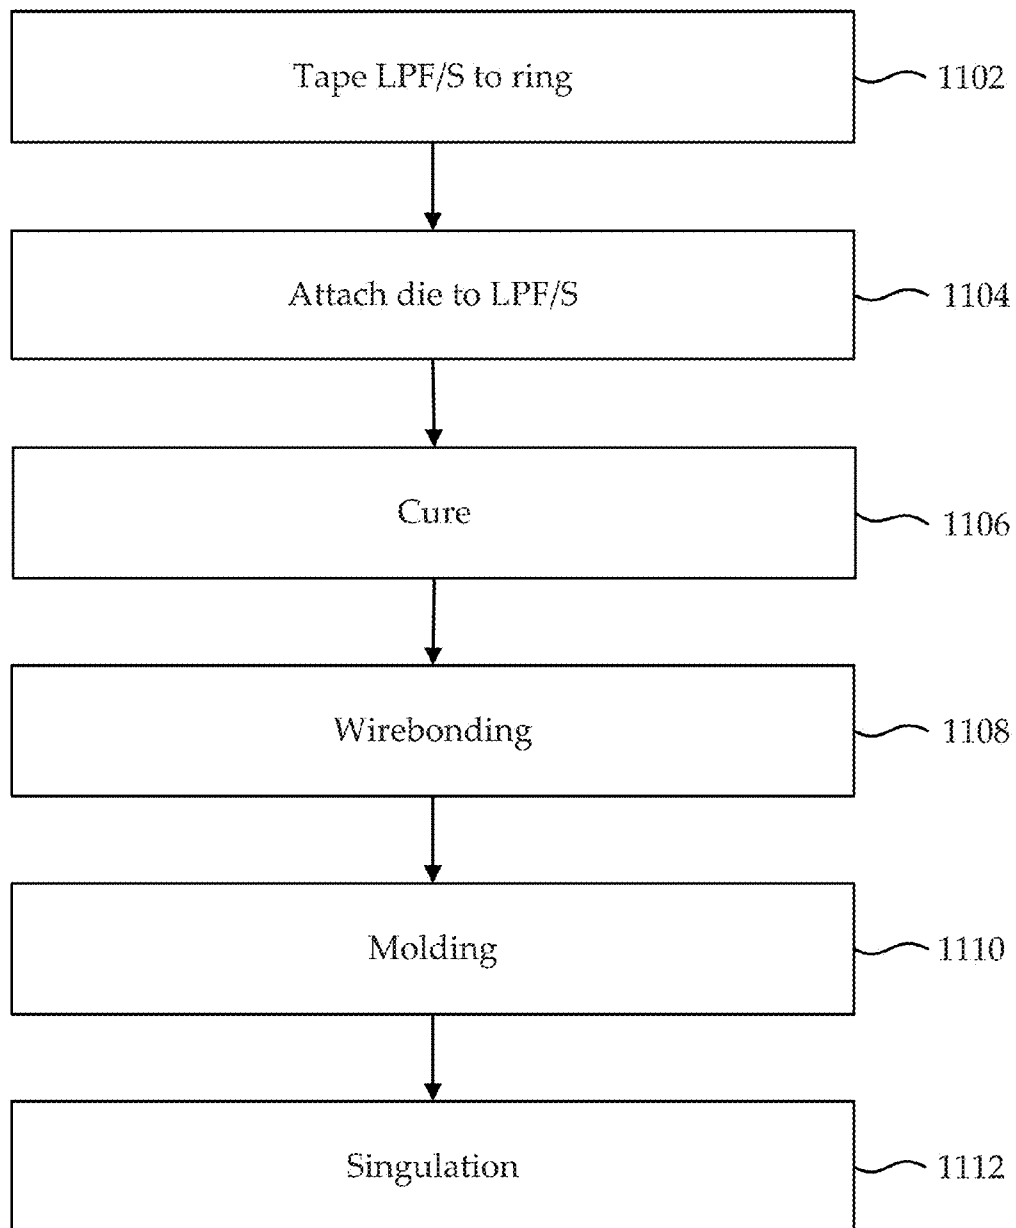 Tape LPF/S to ring
1102
Attach die to LPF/S
1104
Cure
1106
Wirebonding
1108
Molding
1110
Singulation
1112